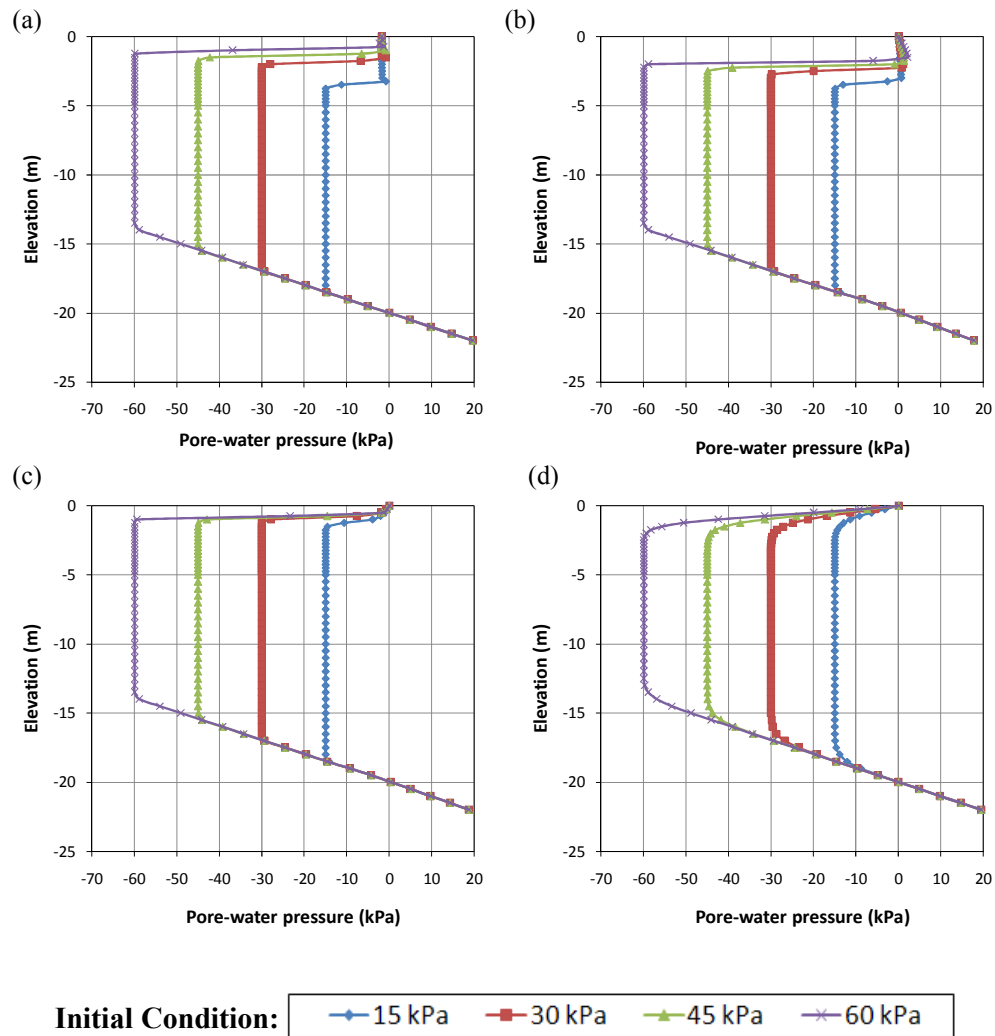 (a)
(b)
0
-5
-10
-15
-20
-25
Elevation (m)
-70 -60 -50 -40 -30 -20 -10 0 10 20
Pore-water pressure (kPa)
0
-5
-10
-15
-20
-25
Elevation (m)
-70 -60 -50 -40 -30 -20 -10 0 10 20
Pore-water pressure (kPa)
(c)
(d)
0
-5
-10
-15
-20
-25
Elevation (m)
-70 -60 -50 -40 -30 -20 -10 0 10 20
Pore-water pressure (kPa)
0
-5
-10
-15
-20
-25
Elevation (m)
-70 -60 -50 -40 -30 -20 -10 0 10 20
Pore-water pressure (kPa)
Initial Condition: 15 kPa 30 kPa 45 kPa 60 kPa